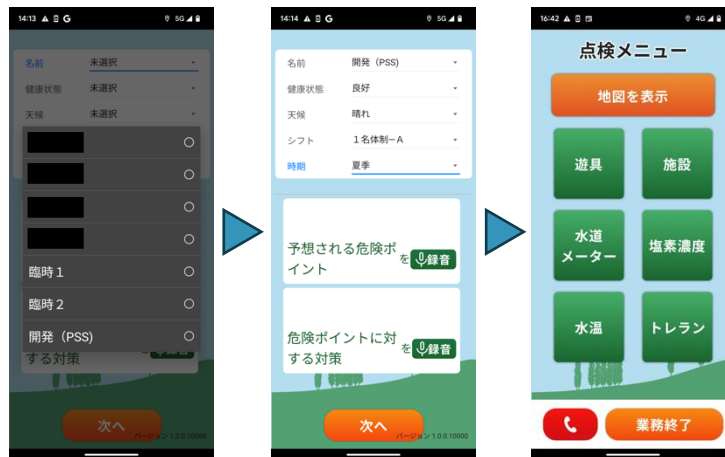 14:13
5G
名前 未選択
健康状態 未選択
天候 未選択
臨時１
臨時２
開発（PSS）
する対策
次へ
バージョン 1.0.0.10000
14:14
5G
名前 開発（PSS）
健康状態 良好
天候 晴れ
シフト １名体制−Ａ
時期 夏季
予想される危険ポイント
を 録音
危険ポイントに対する対策
を 録音
次へ
バージョン 1.0.0.10000
16:42
4G
点検メニュー
地図を表示
遊具
施設
水道
メーター
塩素濃度
水温
トレラン
業務終了